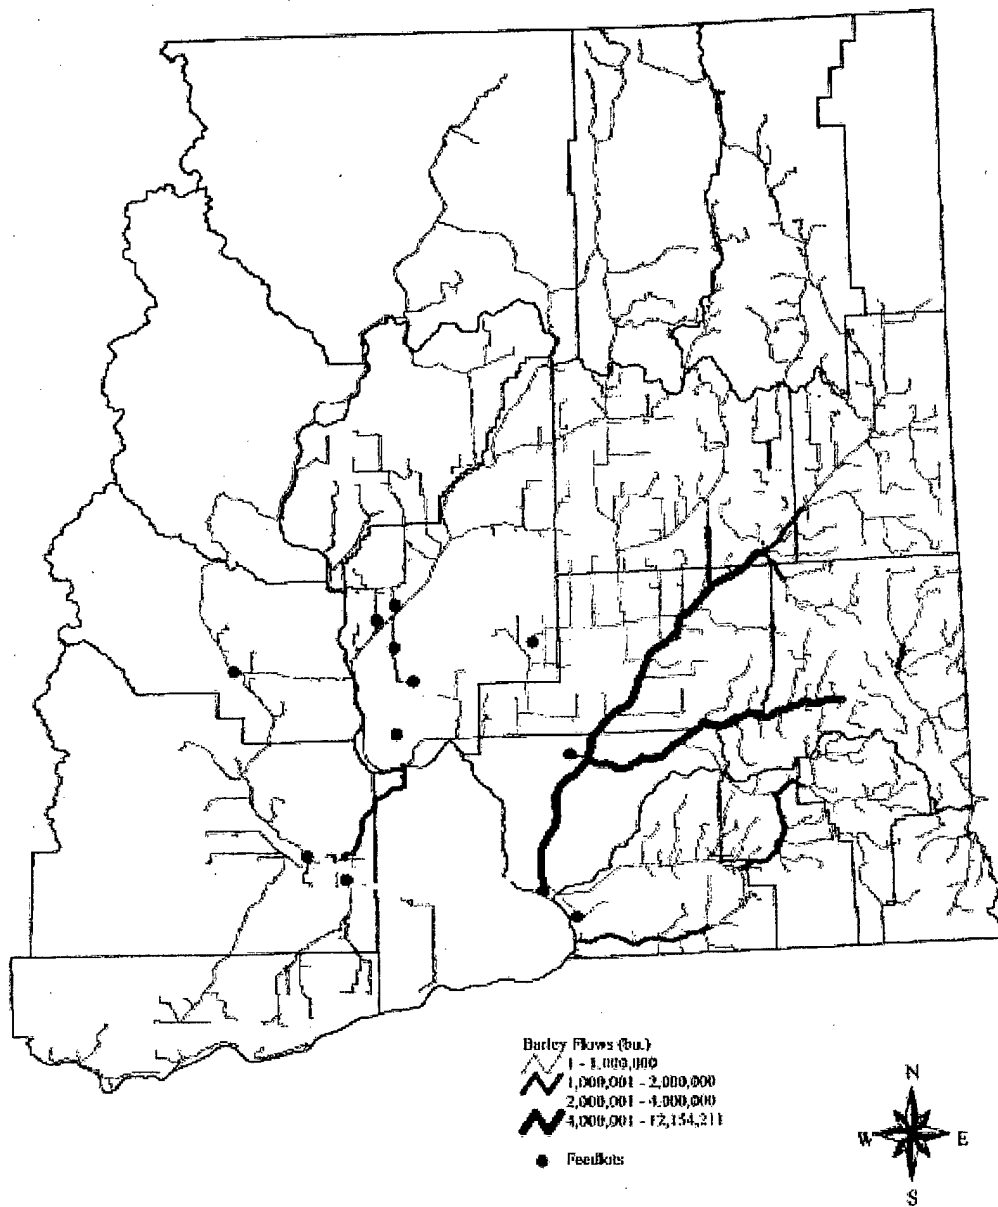 Barley Flows (bu.)
1 - 1,000,000
1,000,001 - 2,000,000
2,000,001 - 4,000,000
4,000,001 - 12,154,211
Feedlots
N
W E
S